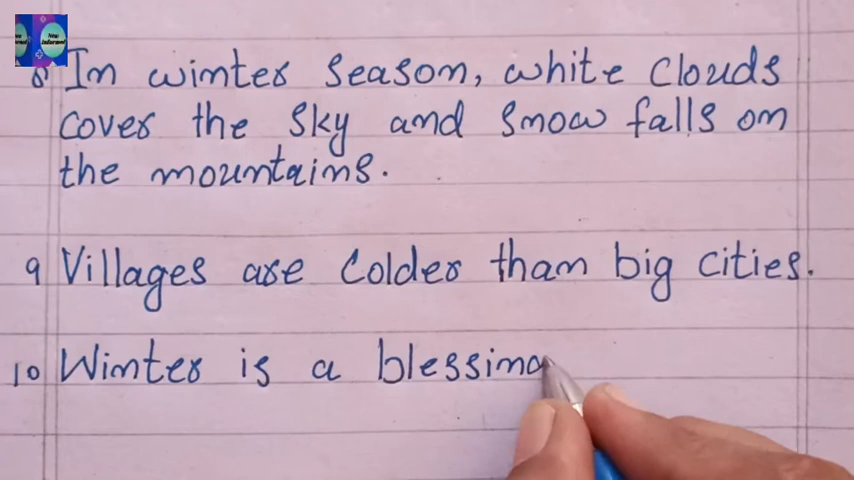 8 In winter season, white clouds
cover the sky and snow falls on
the mountains.
9 Villages are colder than big cities.
10 Winter is a blessing